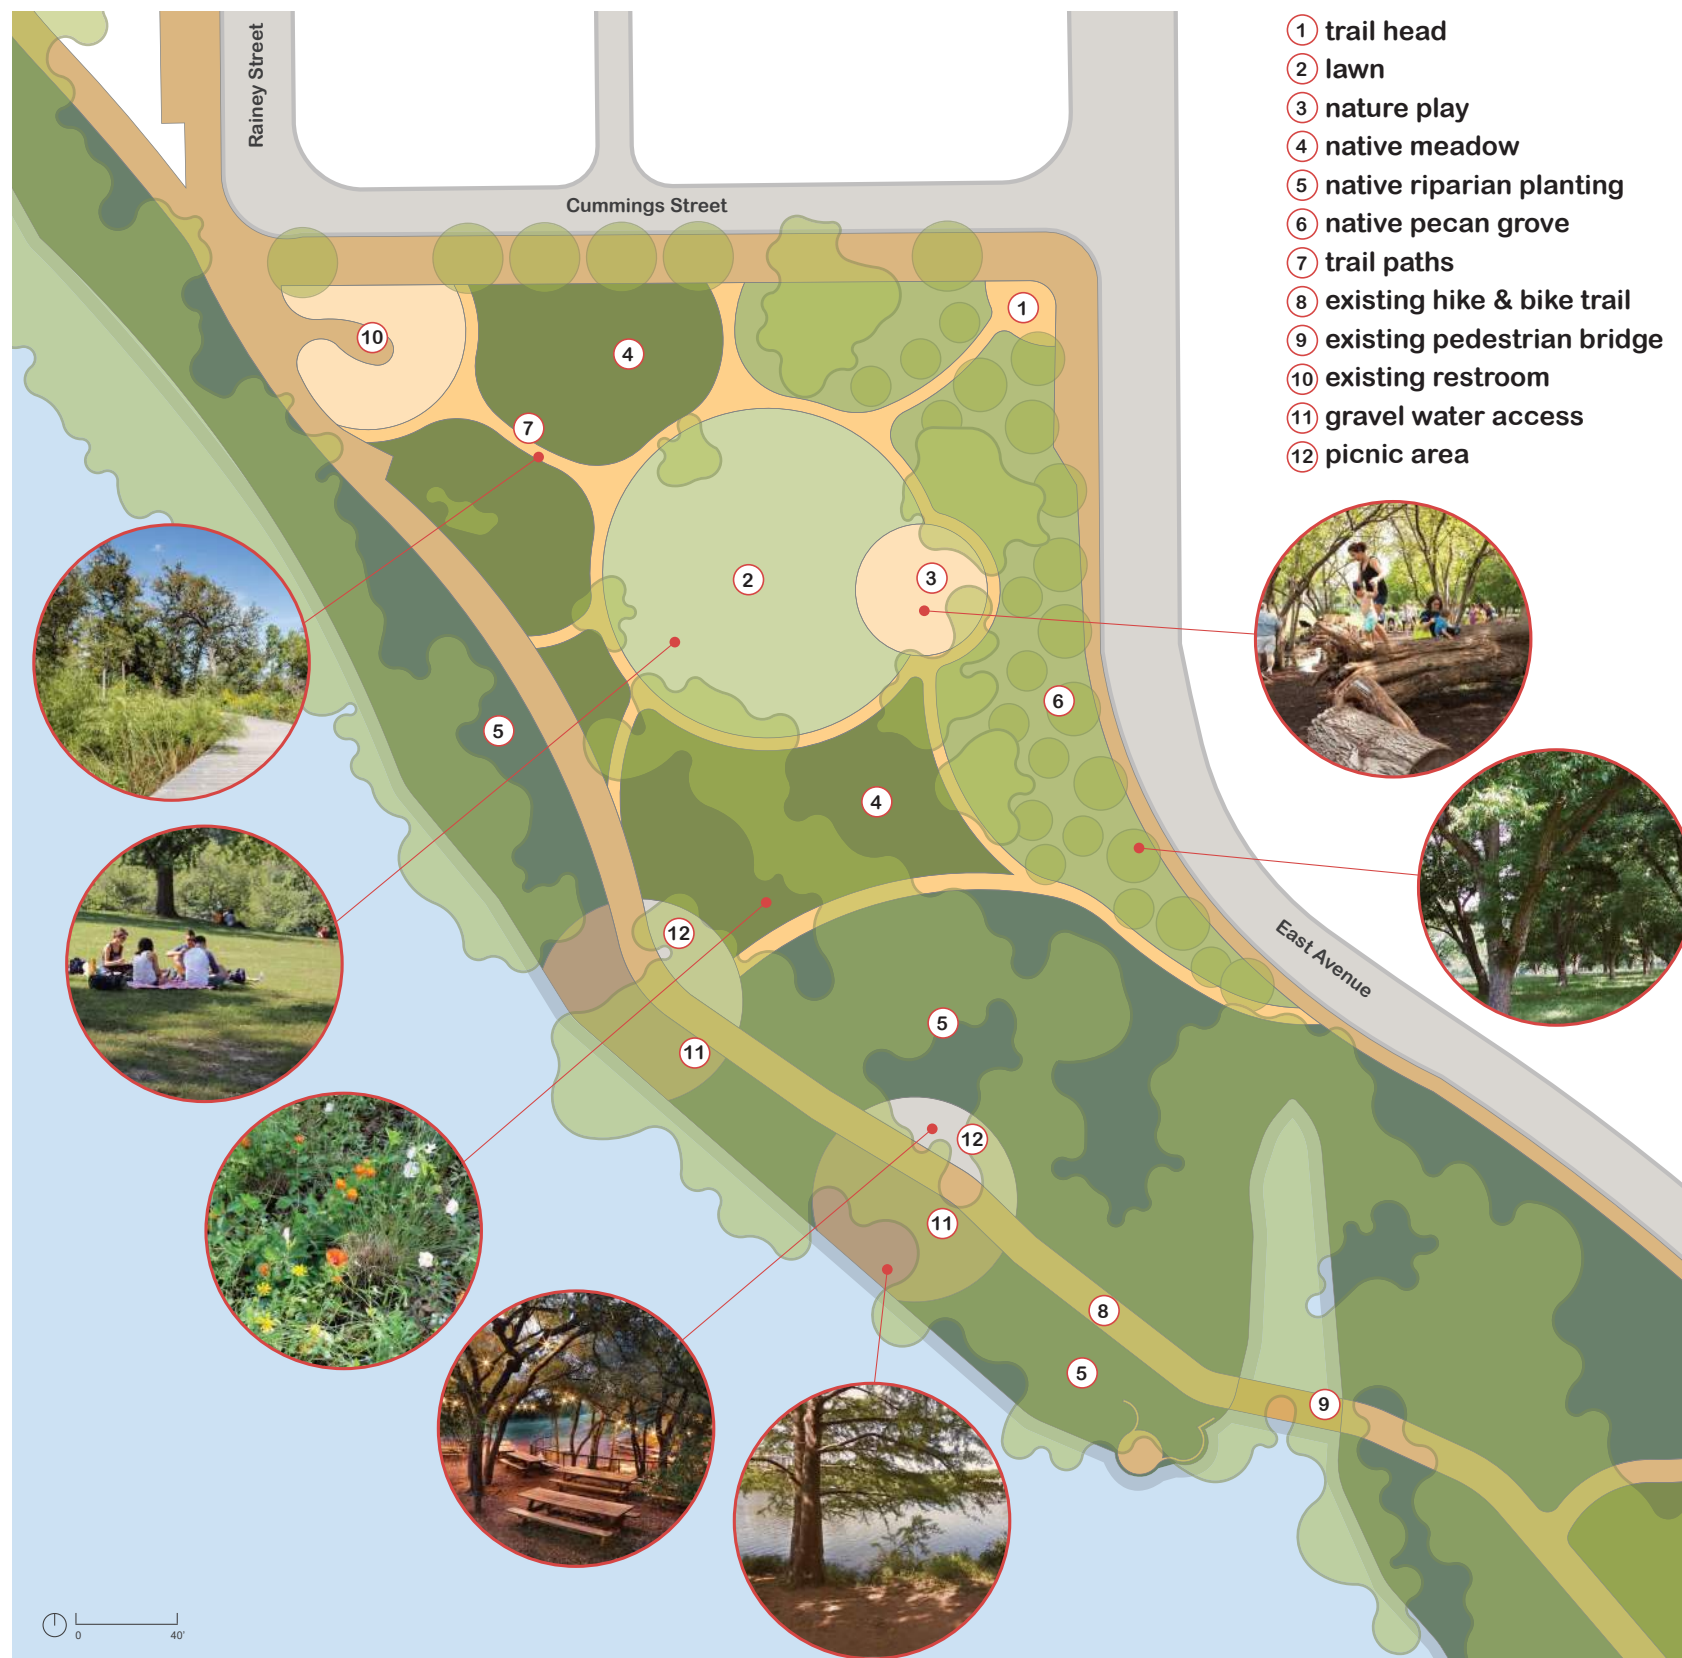 Rainey Street
Cummings Street
East Avenue
1 trail head
2 lawn
3 nature play
4 native meadow
5 native riparian planting
6 native pecan grove
7 trail paths
8 existing hike & bike trail
9 existing pedestrian bridge
10 existing restroom
11 gravel water access
12 picnic area
1
10
4
7
2
3
6
5
4
12
5
11
12
11
8
5
9
0 40'